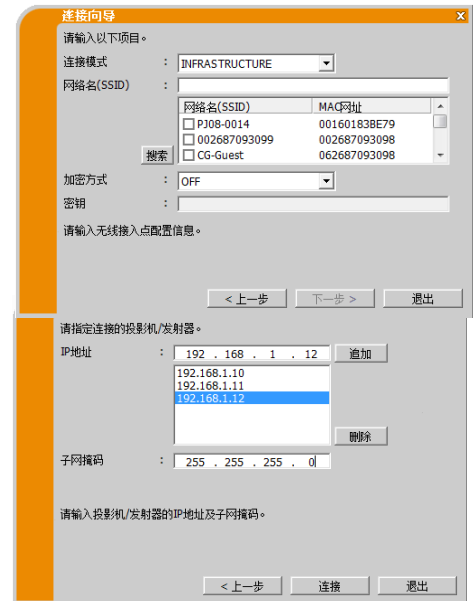 连接向导 x
请输入以下项目。
连接模式 : INFRASTRUCTURE
网络名(SSID) :
网络名(SSID) MAC网址
PJ08-0014 00160183BE79
002687093099 002687093098
CG-Guest 062687093098
搜索
加密方式 : OFF
密钥 :
请输入无线接入点配置信息。
<上一步 下一步> 退出
请指定连接的投影机/发射器。
IP地址 : 192 . 168 . 1 . 12 追加
192.168.1.10
192.168.1.11
192.168.1.12
删除
子网掩码 : 255 . 255 . 255 . 0
请输入投影机/发射器的IP地址及子网掩码。
<上一步 连接 退出